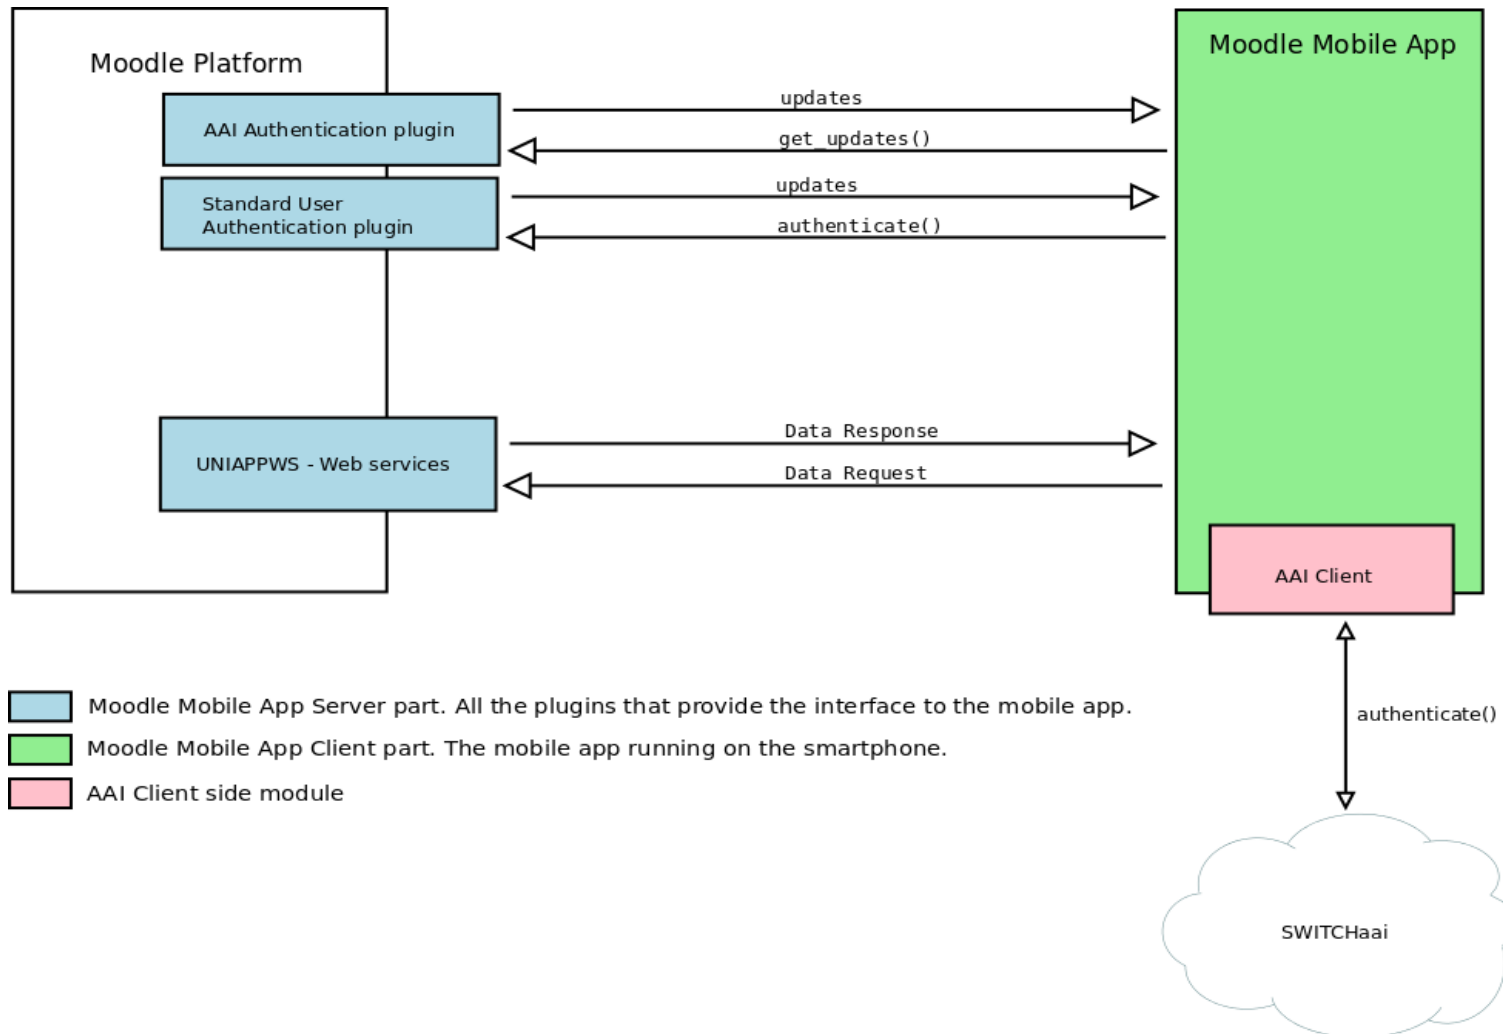 Moodle Platform
Moodle Mobile App
AAI Authentication plugin
updates
get_updates()
Standard User
Authentication plugin
updates
authenticate()
UNIAPPWS - Web services
Data Response
Data Request
AAI Client
authenticate()
Moodle Mobile App Server part. All the plugins that provide the interface to the mobile app.
Moodle Mobile App Client part. The mobile app running on the smartphone.
AAI Client side module
SWITCHaai